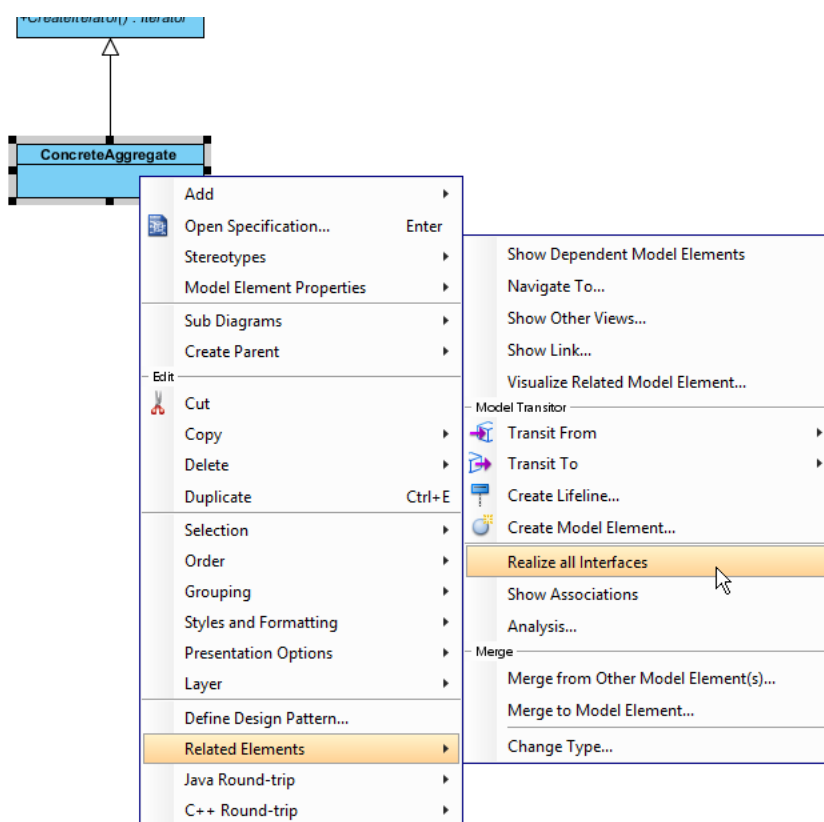 +CreateIterator() : Iterator
ConcreteAggregate
Add
Open Specification... Enter
Stereotypes
Model Element Properties
Sub Diagrams
Create Parent
Edit
Cut
Copy
Delete
Duplicate Ctrl+E
Selection
Order
Grouping
Styles and Formatting
Presentation Options
Layer
Define Design Pattern...
Related Elements
Java Round-trip
C++ Round-trip
Show Dependent Model Elements
Navigate To...
Show Other Views...
Show Link...
Visualize Related Model Element...
Model Transitor
Transit From
Transit To
Create Lifeline...
Create Model Element...
Realize all Interfaces
Show Associations
Analysis...
Merge
Merge from Other Model Element(s)...
Merge to Model Element...
Change Type...